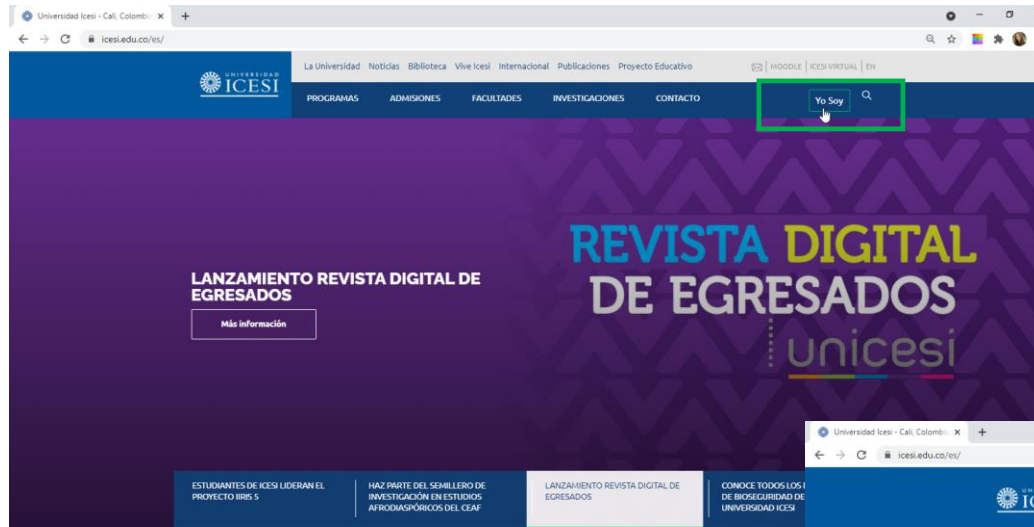 Universidad Icesi - Cali, Colombi
icesi.edu.co/es/
La Universidad Noticias Biblioteca Vive Icesi Internacional Publicaciones Proyecto Educativo
MOODLE | ICESI VIRTUAL | EN
UNIVERSIDAD
ICESI
PROGRAMAS ADMISIONES FACULTADES INVESTIGACIONES CONTACTO
Yo Soy
REVISTA DIGITAL
DE EGRESADOS
unicesi
LANZAMIENTO REVISTA DIGITAL DE
EGRESADOS
Más información
ESTUDIANTES DE ICESI LIDERAN EL
PROYECTO IIRIS 5
HAZ PARTE DEL SEMILLERO DE
INVESTIGACIÓN EN ESTUDIOS
AFRODIASPÓRICOS DEL CEAF
LANZAMIENTO REVISTA DIGITAL DE
EGRESADOS
CONOCE TODOS LOS
DE BIOSEGURIDAD DE
UNIVERSIDAD ICESI
Universidad Icesi - Cali, Colombi
icesi.edu.co/es/